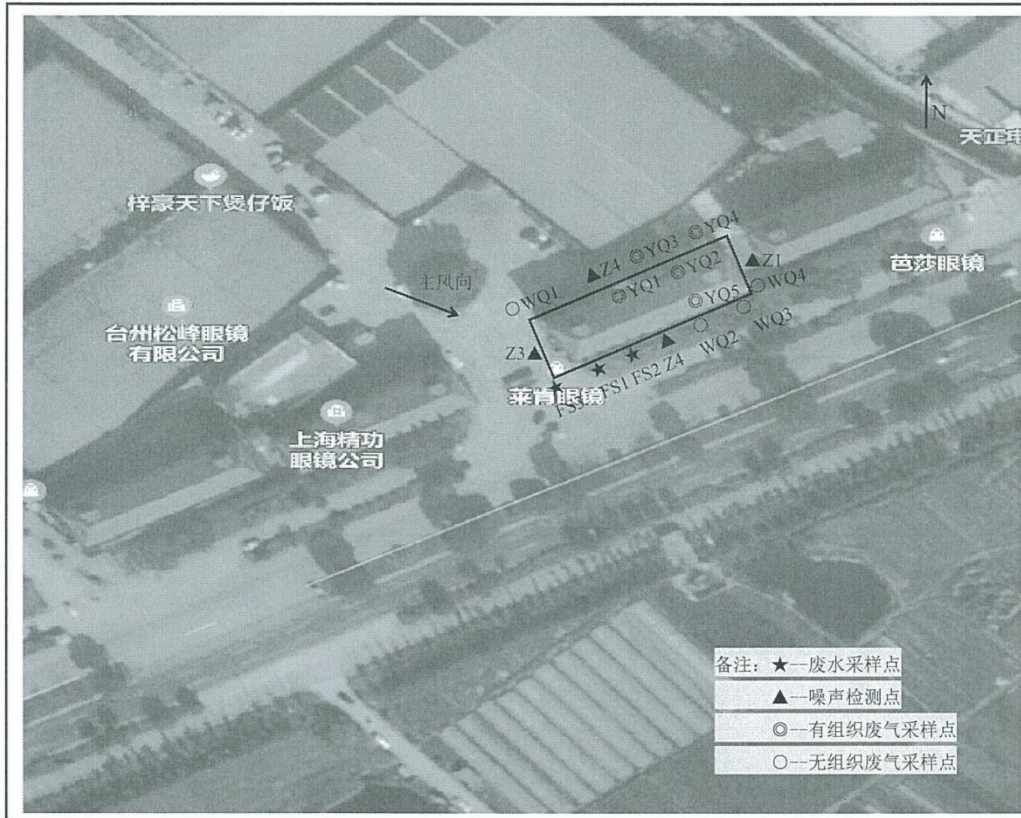 N
天正电
梓豪天下煲仔饭
YQ4
YQ3
Z4
Z1
芭莎眼镜
YQ2
主风向
YQ1
WQ4
WQ1
YQ5
台州松峰眼镜
有限公司
WQ3
WQ2
Z3
Z4
FS2
FS1
FS3
莱肯眼镜
上海精功
眼镜公司
备注：★--废水采样点
▲--噪声检测点
◎--有组织废气采样点
○--无组织废气采样点